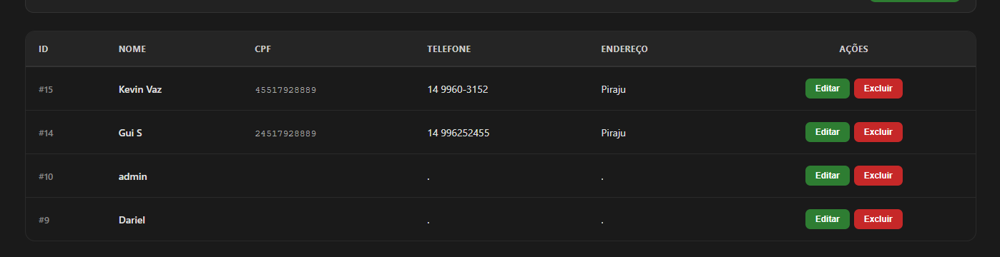 ID NOME CPF TELEFONE ENDEREÇO AÇÕES
#15 Kevin Vaz 45517928889 14 9960-3152 Piraju Editar Excluir
#14 Gui S 24517928889 14 996252455 Piraju Editar Excluir
#10 admin . . Editar Excluir
#9 Dariel . . Editar Excluir